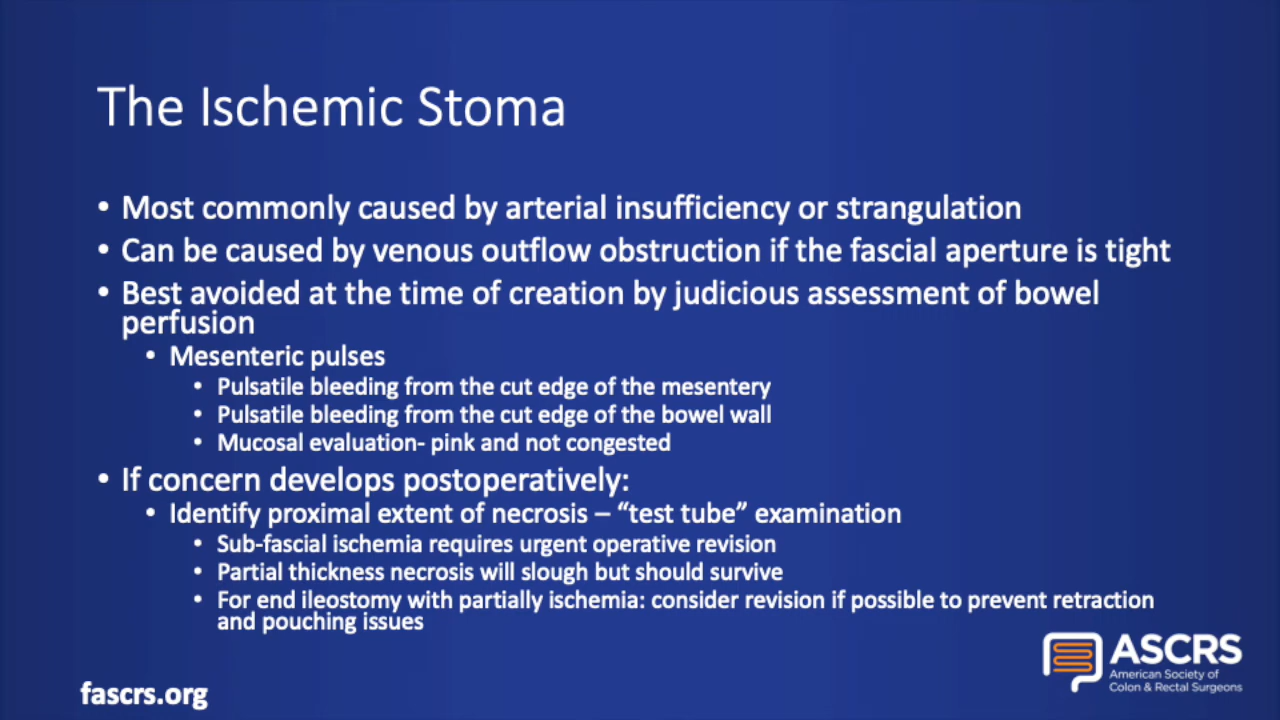 The Ischemic Stoma
• Most commonly caused by arterial insufficiency or strangulation
• Can be caused by venous outflow obstruction if the fascial aperture is tight
• Best avoided at the time of creation by judicious assessment of bowel
perfusion
• Mesenteric pulses
• Pulsatile bleeding from the cut edge of the mesentery
• Pulsatile bleeding from the cut edge of the bowel wall
• Mucosal evaluation- pink and not congested
• If concern develops postoperatively:
• Identify proximal extent of necrosis – “test tube” examination
• Sub-fascial ischemia requires urgent operative revision
• Partial thickness necrosis will slough but should survive
• For end ileostomy with partially ischemia: consider revision if possible to prevent retraction
and pouching issues
ASCRS
American Society of
Colon & Rectal Surgeons
fascrs.org